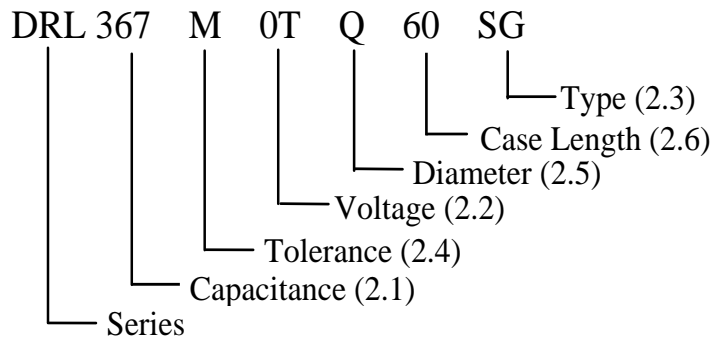 DRL 367 M 0T Q 60 SG
Type (2.3)
Case Length (2.6)
Diameter (2.5)
Voltage (2.2)
Tolerance (2.4)
Capacitance (2.1)
Series